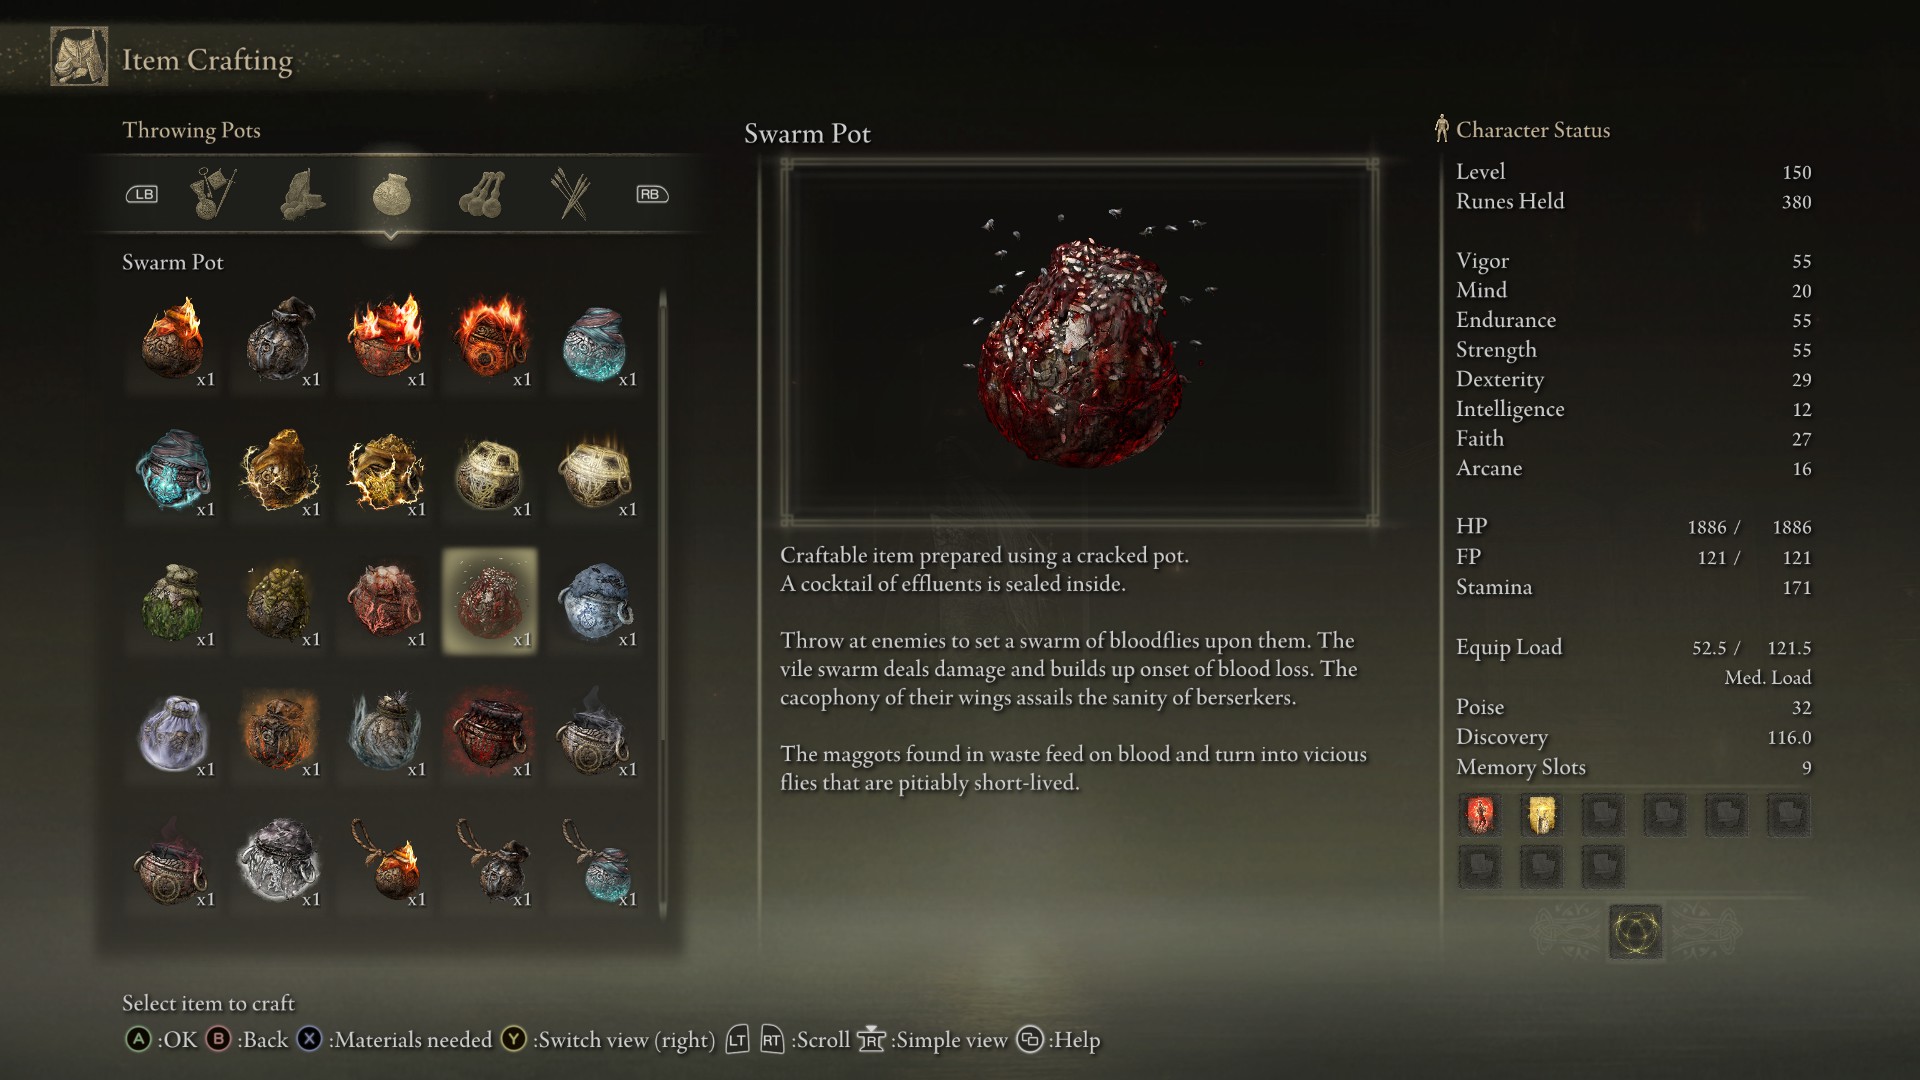 Item Crafting
Throwing Pots
LB
RB
Swarm Pot
x1 x1 x1 x1 x1
x1 x1 x1 x1 x1
x1 x1 x1 x1 x1
x1 x1 x1 x1 x1
x1 x1 x1 x1 x1
Swarm Pot
Craftable item prepared using a cracked pot.
A cocktail of effluents is sealed inside.
Throw at enemies to set a swarm of bloodflies upon them. The
vile swarm deals damage and builds up onset of blood loss. The
cacophony of their wings assails the sanity of berserkers.
The maggots found in waste feed on blood and turn into vicious
flies that are pitiably short-lived.
Character Status
Level 150
Runes Held 380
Vigor 55
Mind 20
Endurance 55
Strength 55
Dexterity 29
Intelligence 12
Faith 27
Arcane 16
HP 1886 / 1886
FP 121 / 121
Stamina 171
Equip Load 52.5 / 121.5
Med. Load
Poise 32
Discovery 116.0
Memory Slots 9
Select item to craft
A :OK B :Back X :Materials needed Y :Switch view (right) LT RT :Scroll R :Simple view :Help